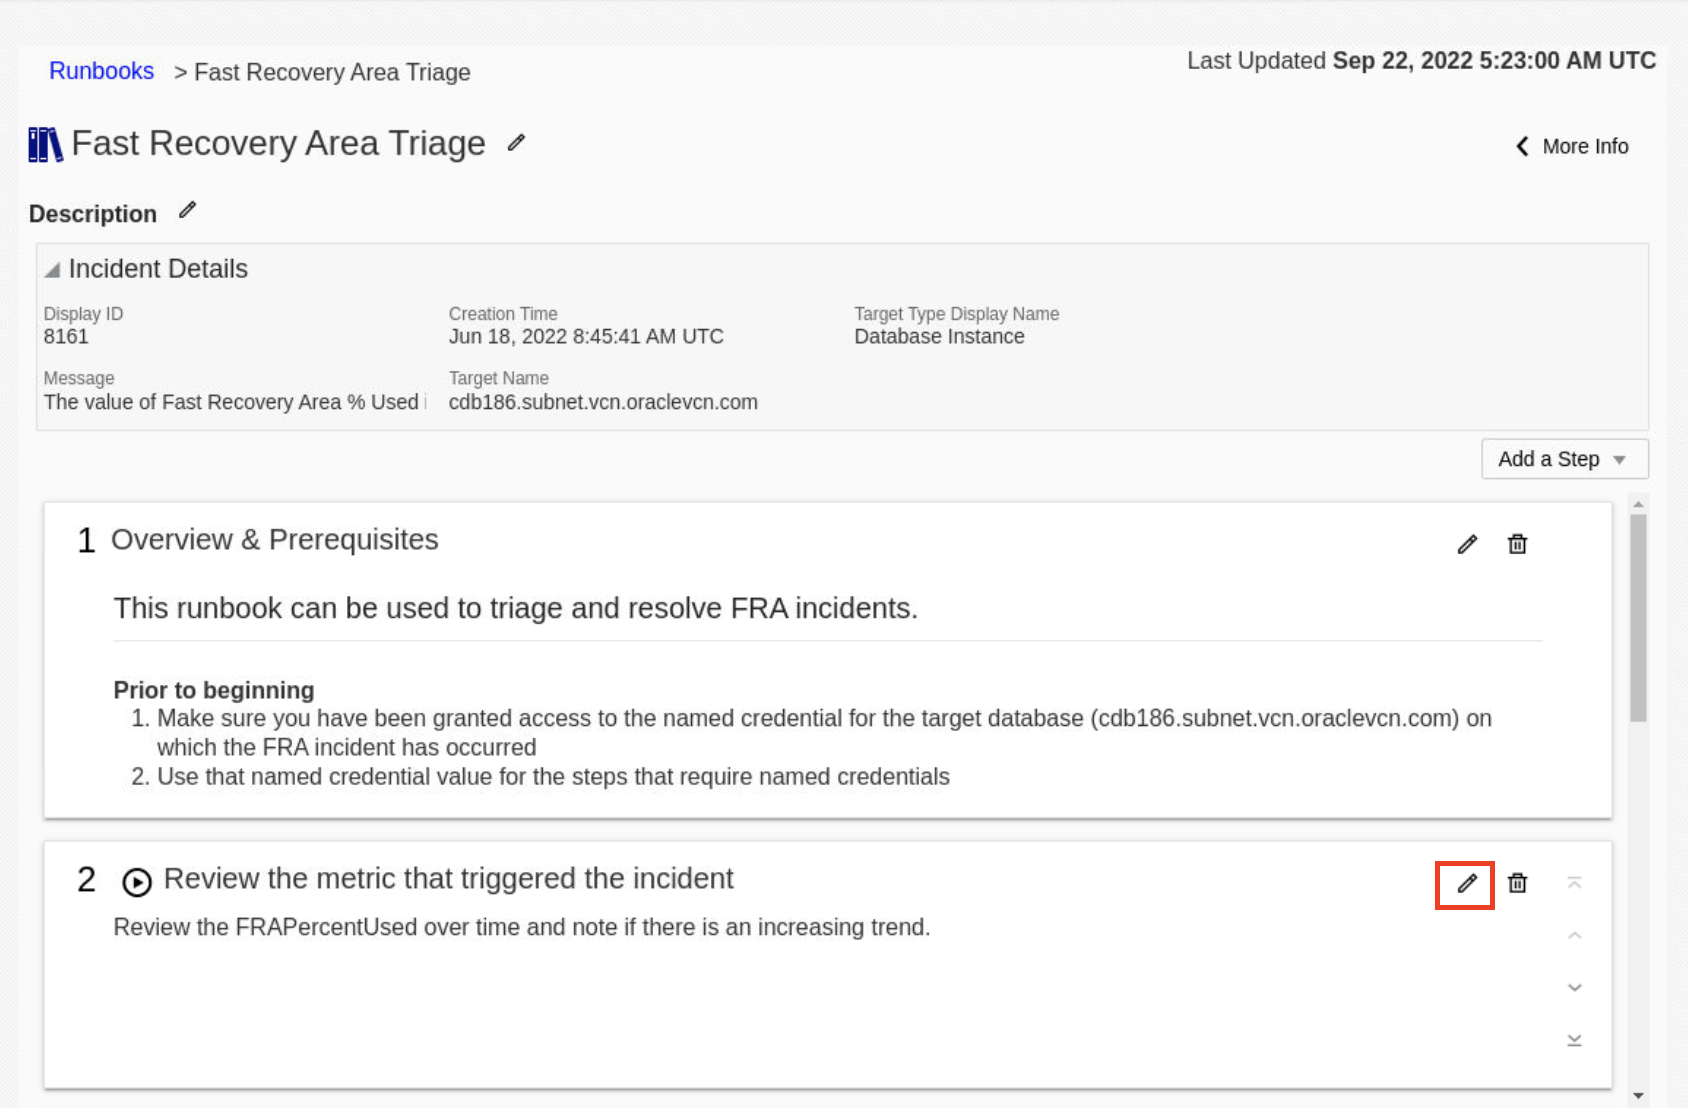 Runbooks > Fast Recovery Area Triage
Last Updated Sep 22, 2022 5:23:00 AM UTC
Fast Recovery Area Triage
More Info
Description
Incident Details
Display ID
8161
Creation Time
Jun 18, 2022 8:45:41 AM UTC
Target Type Display Name
Database Instance
Message
The value of Fast Recovery Area % Used
Target Name
cdb186.subnet.vcn.oraclevcn.com
Add a Step
1 Overview & Prerequisites
This runbook can be used to triage and resolve FRA incidents.
Prior to beginning
1. Make sure you have been granted access to the named credential for the target database (cdb186.subnet.vcn.oraclevcn.com) on
which the FRA incident has occurred
2. Use that named credential value for the steps that require named credentials
2 Review the metric that triggered the incident
Review the FRAPercentUsed over time and note if there is an increasing trend.